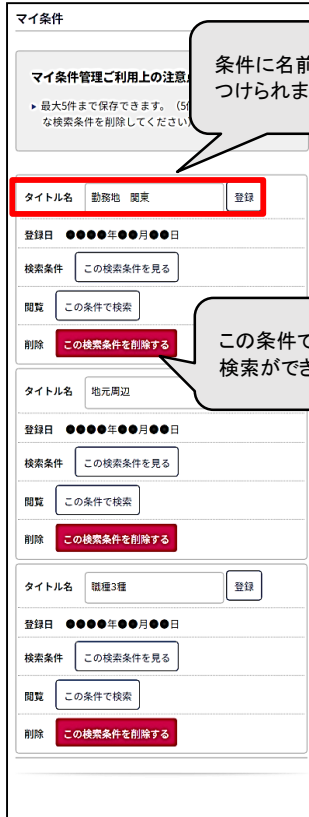 マイ条件
マイ条件管理ご利用上の注意
条件に名前
つけられま
▸ 最大5件まで保存できます。（5
な検索条件を削除してください
タイトル名 勤務地 関東 登録
登録日 ●●●●年●●月●●日
検索条件 この検索条件を見る
閲覧 この条件で検索
削除 この検索条件を削除する
この条件で
検索ができ
タイトル名 地元周辺
登録日 ●●●●年●●月●●日
検索条件 この検索条件を見る
閲覧 この条件で検索
削除 この検索条件を削除する
タイトル名 職種3種 登録
登録日 ●●●●年●●月●●日
検索条件 この検索条件を見る
閲覧 この条件で検索
削除 この検索条件を削除する